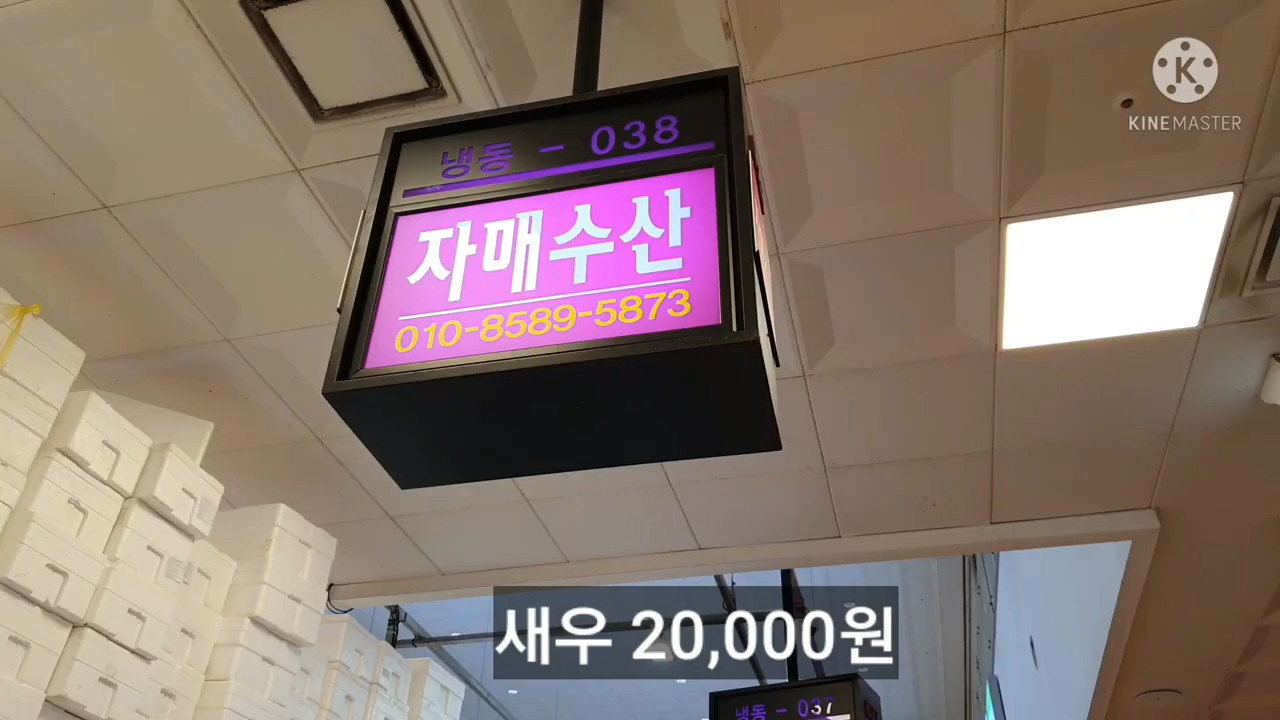 KINEMASTER
냉동 - 038
자매수산
010-8589-5873
새우 20,000원
냉동 - 037